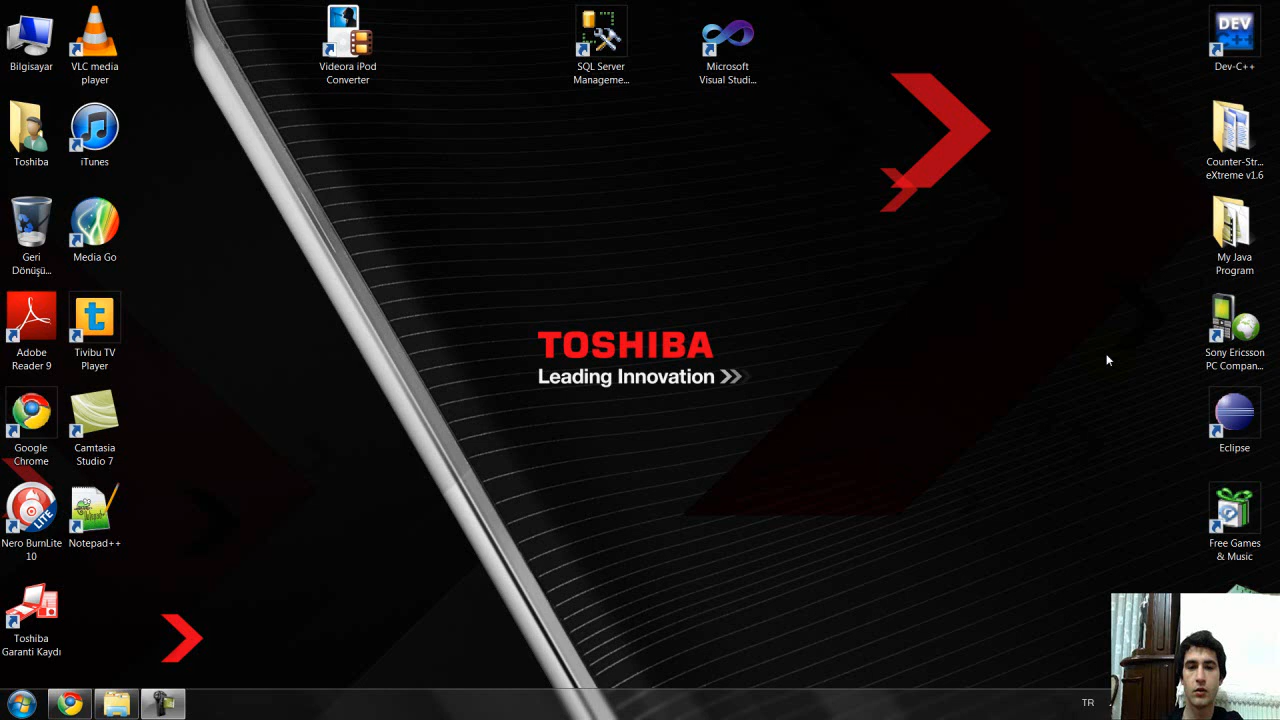 Bilgisayar
VLC media
player
Videora iPod
Converter
SQL Server
Manageme...
Microsoft
Visual Studi...
DEV
C++
Dev-C++
Toshiba
iTunes
Counter-Str...
eXtreme v1.6
Geri
Dönüşü...
Media Go
My Java
Program
Adobe
Reader 9
t
Tivibu TV
Player
TOSHIBA
Leading Innovation
Sony Ericsson
PC Compan...
Google
Chrome
Camtasia
Studio 7
Eclipse
LITE
Nero BurnLite
10
Notepad++
Free Games
& Music
Toshiba
Garanti Kaydı
TR